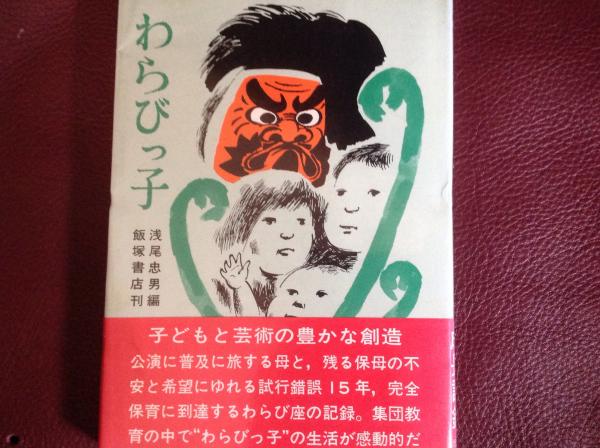 わらびっ子
浅尾忠男編
飯塚書店刊
子どもと芸術の豊かな創造
公演に普及に旅する母と，残る保母の不
安と希望にゆれる試行錯誤15年，完全
保育に到達するわらび座の記録。集団教
育の中で“わらびっ子”の生活が感動的だ